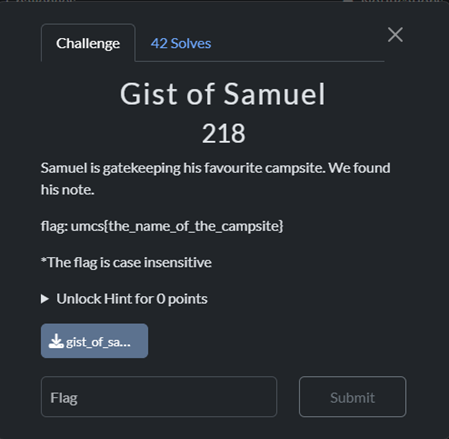 Challenge
42 Solves
Gist of Samuel
218
Samuel is gatekeeping his favourite campsite. We found
his note.
flag: umcs{the_name_of_the_campsite}
*The flag is case insensitive
Unlock Hint for 0 points
gist_of_sa...
Flag
Submit